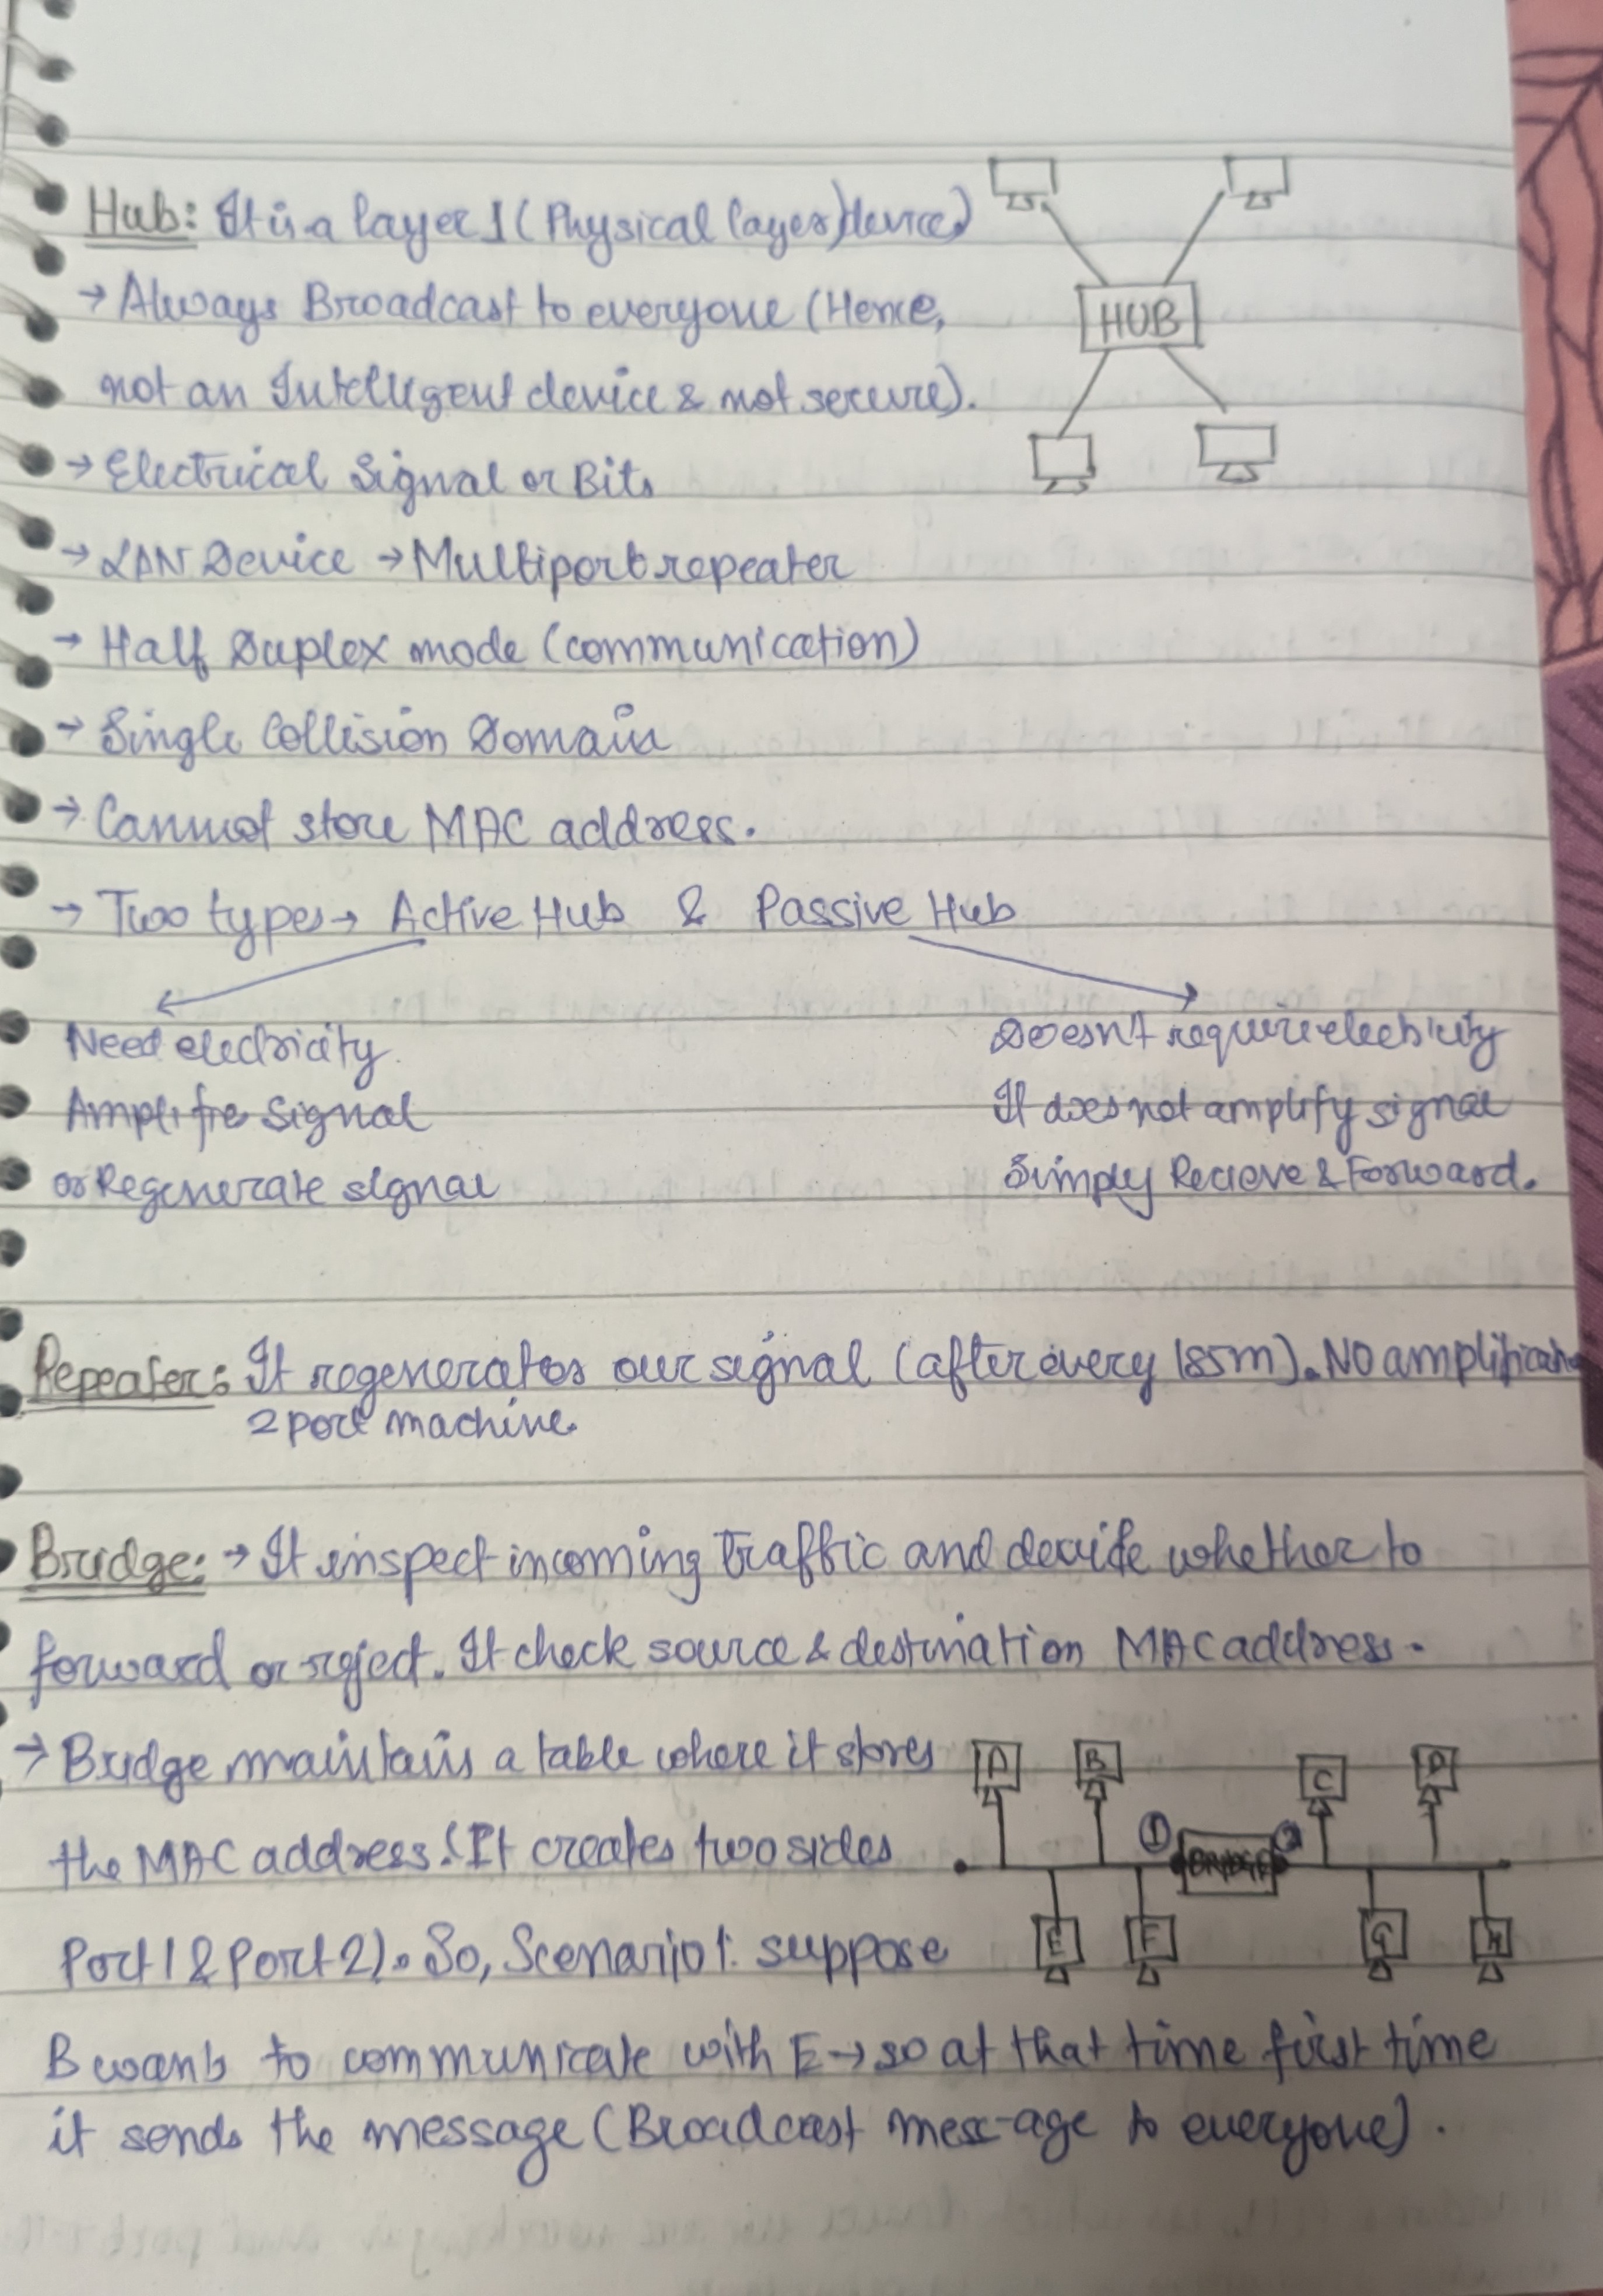 Hub: It is a layer 1 (Physical layer) device)
→ Always Broadcast to everyone (Hence,
HUB
not an Intelligent device & not secure).
→ Electrical Signal or Bits
→ LAN Device → Multiport repeater
→ Half Duplex mode (communication)
→ Single Collision Domain
→ Cannot store MAC address.
→ Two types → Active Hub & Passive Hub
Need electricity
Doesn't require electricity
Amplifie Signal
It does not amplify signal
or Regenerate signal
Simply Recieve & Forward.
Repeater: It regenerates our signal (after every 185m). NO amplification
2 port machine.
Bridge: → It inspect incoming traffic and decide whether to
forward or reject. It check source & destination MAC address.
→ Bridge maintains a table where it stores
A B C D
the MAC address. (It creates two sides
① BRIDGE ②
Port 1 & Port 2). So, Scenario 1: suppose
E F G H
B wants to communicate with E → so at that time first time
it sends the message (Broadcast mess-age to everyone).